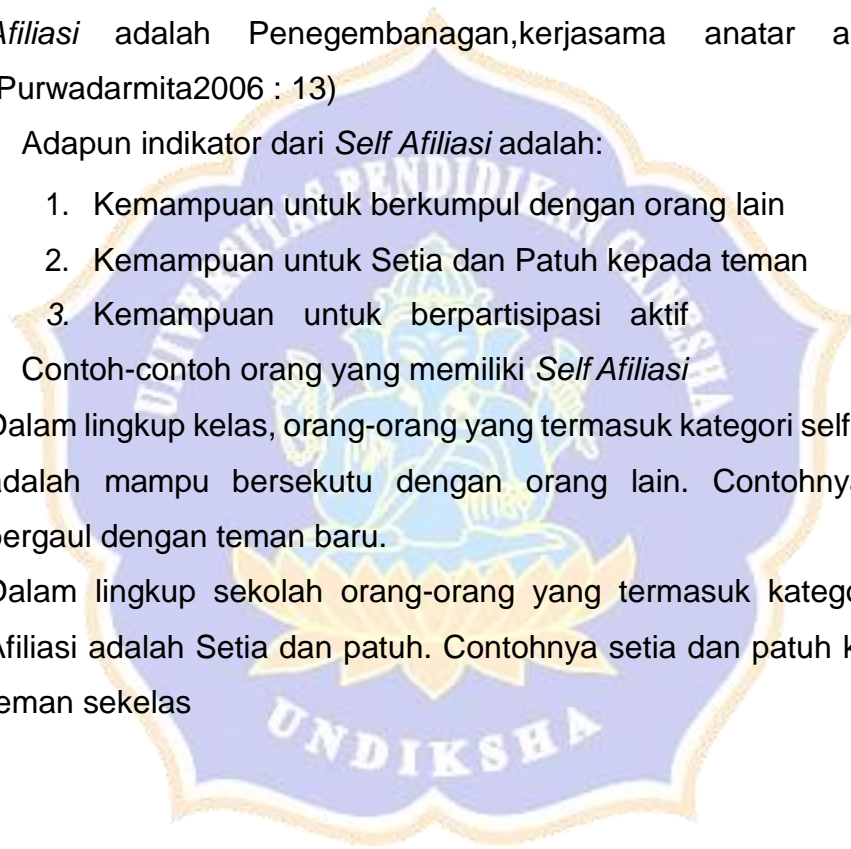 Afiliasi adalah Penegembanagan,kerjasama anatar a
Purwadarmita2006 : 13)
Adapun indikator dari Self Afiliasi adalah:
1. Kemampuan untuk berkumpul dengan orang lain
2. Kemampuan untuk Setia dan Patuh kepada teman
3. Kemampuan untuk berpartisipasi aktif
Contoh-contoh orang yang memiliki Self Afiliasi
Dalam lingkup kelas, orang-orang yang termasuk kategori self
adalah mampu bersekutu dengan orang lain. Contohnya
bergaul dengan teman baru.
Dalam lingkup sekolah orang-orang yang termasuk katego
Afiliasi adalah Setia dan patuh. Contohnya setia dan patuh k
teman sekelas
UNIVERSITAS PENDIDIKAN GANESHA
UNDIKSHA